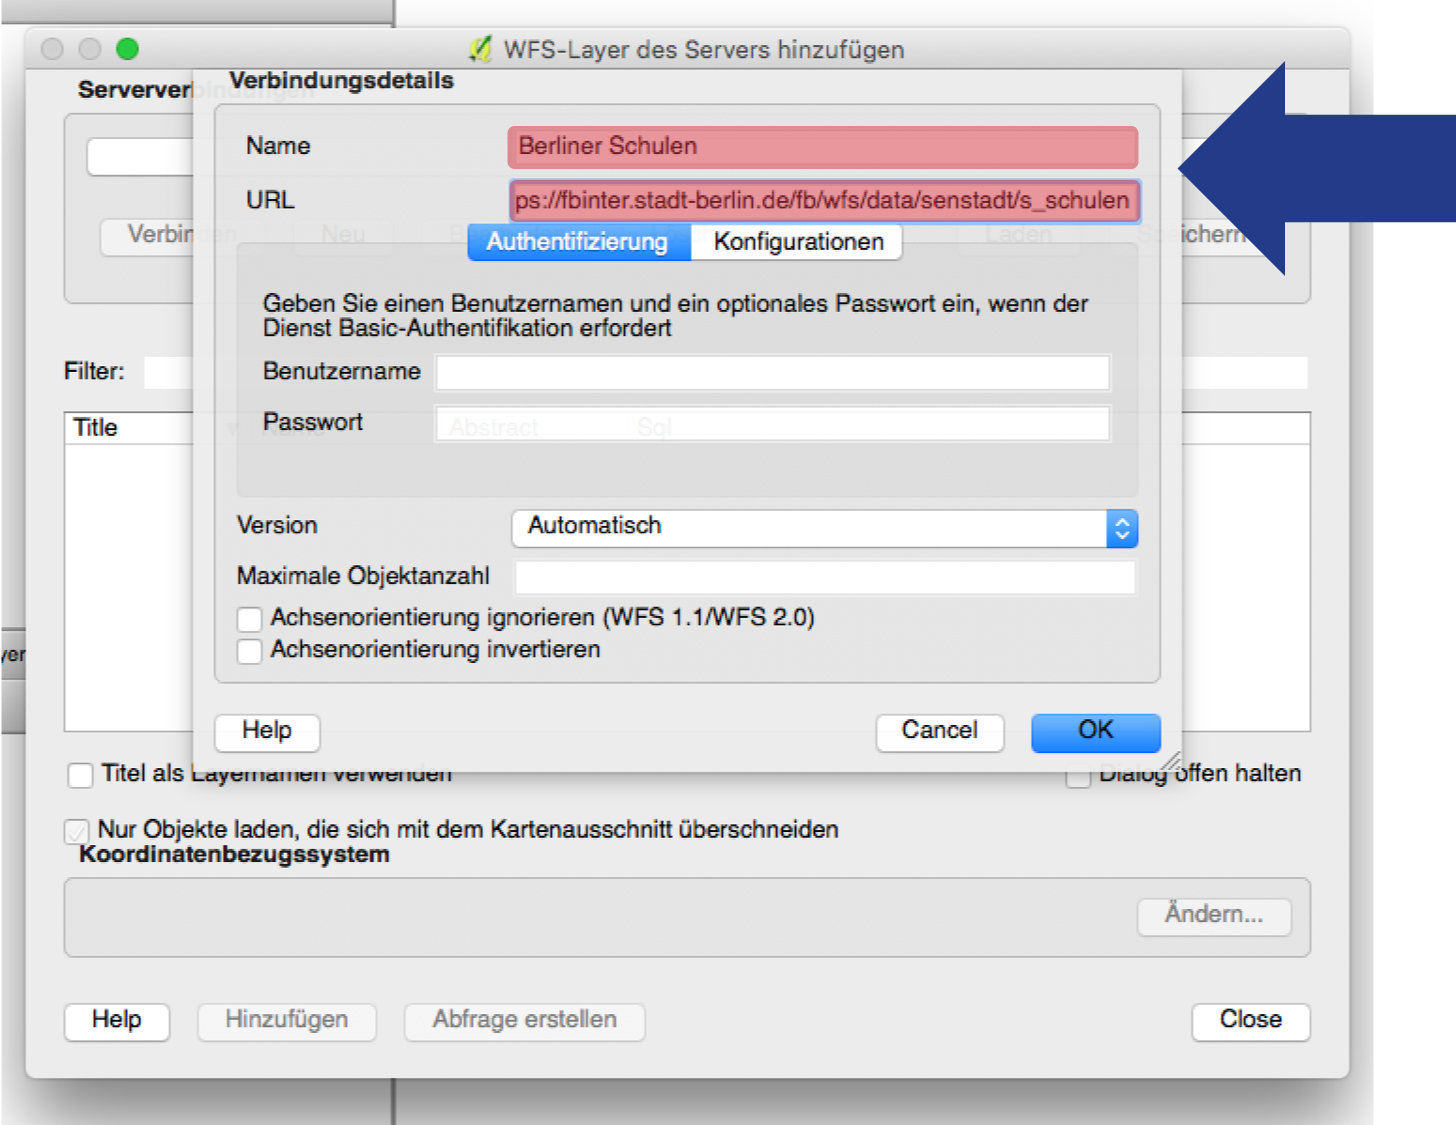 WFS-Layer des Servers hinzufügen
Serververbindungen
Verbindungsdetails
Name
Berliner Schulen
URL
ps://fbinter.stadt-berlin.de/fb/wfs/data/senstadt/s_schulen
Verbinden
Neu
Laden
Speichern
Authentifizierung
Konfigurationen
Geben Sie einen Benutzernamen und ein optionales Passwort ein, wenn der
Dienst Basic-Authentifikation erfordert
Filter:
Benutzername
Title
Name
Abstract
Sql
Passwort
Version
Automatisch
Maximale Objektanzahl
Achsenorientierung ignorieren (WFS 1.1/WFS 2.0)
Achsenorientierung invertieren
yer
Help
Cancel
OK
Titel als Layernamen verwenden
Dialog offen halten
Nur Objekte laden, die sich mit dem Kartenausschnitt überschneiden
Koordinatenbezugssystem
Ändern...
Help
Hinzufügen
Abfrage erstellen
Close